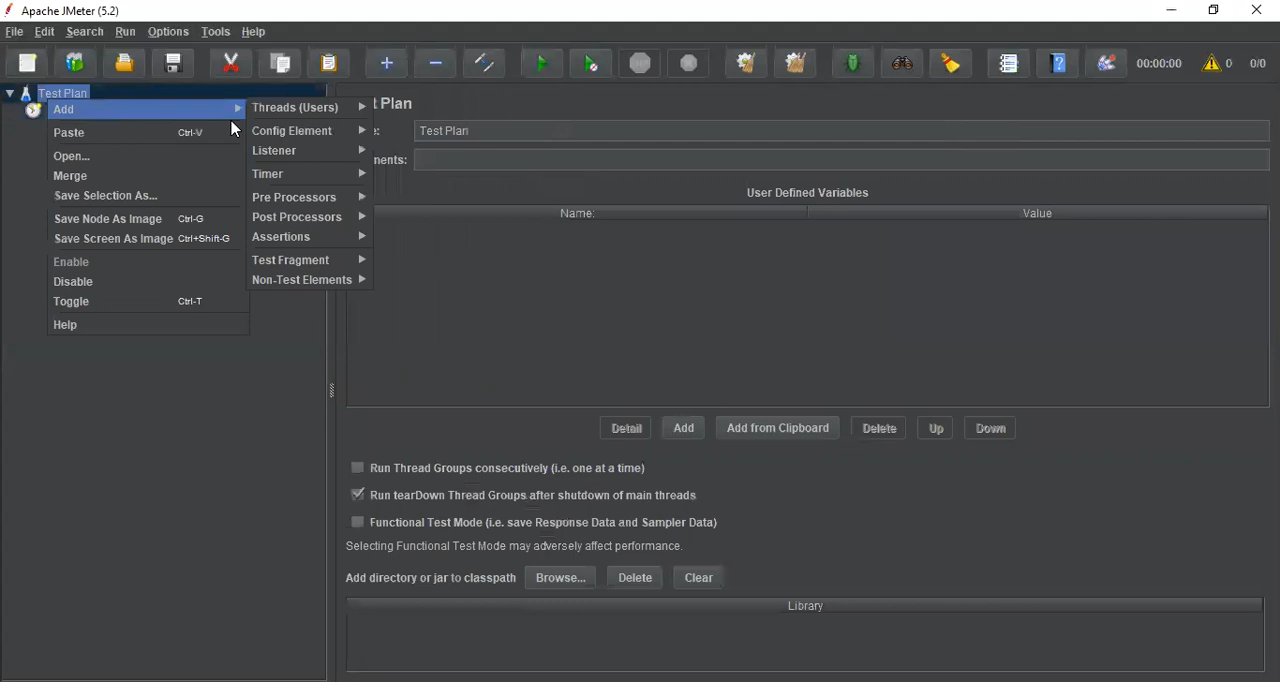 Apache JMeter (5.2)
File Edit Search Run Options Tools Help
00:00:00 0 0/0
Test Plan
Add
Paste Ctrl-V
Open...
Merge
Save Selection As...
Save Node As Image Ctrl-G
Save Screen As Image Ctrl+Shift-G
Enable
Disable
Toggle Ctrl-T
Help
Threads (Users)
Config Element
Listener
Timer
Pre Processors
Post Processors
Assertions
Test Fragment
Non-Test Elements
t Plan
e: Test Plan
nents:
User Defined Variables
Name: Value
Detail Add Add from Clipboard Delete Up Down
Run Thread Groups consecutively (i.e. one at a time)
Run tearDown Thread Groups after shutdown of main threads
Functional Test Mode (i.e. save Response Data and Sampler Data)
Selecting Functional Test Mode may adversely affect performance.
Add directory or jar to classpath Browse... Delete Clear
Library